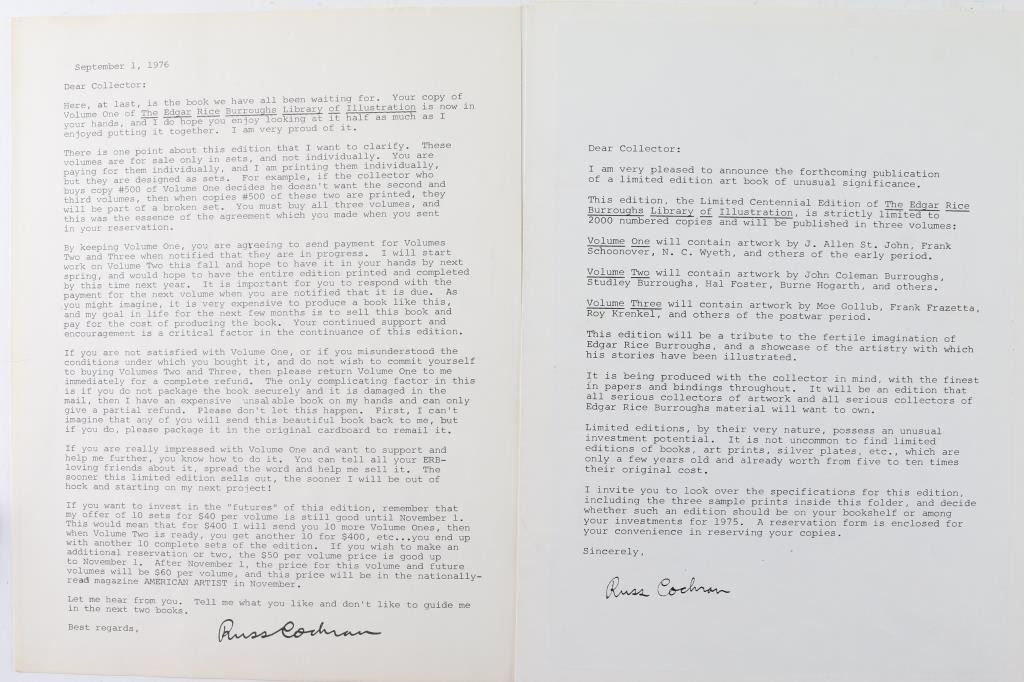 September 1, 1976
Dear Collector:
Here, at last, is the book we have all been waiting for. Your copy of
Volume One of The Edgar Rice Burroughs Library of Illustration is now in
your hands, and I do hope you enjoy looking at it half as much as I
enjoyed putting it together. I am very proud of it.
There is one point about this edition that I want to clarify. These
volumes are for sale only in sets, and not individually. You are
paying for them individually, and I am printing them individually,
but they are designed as sets. For example, if the collector who
buys copy #500 of Volume One decides he doesn't want the second and
third volumes, then when copies #500 of these two are printed, they
will be part of a broken set. You must buy all three volumes, and
this was the essence of the agreement which you made when you sent
in your reservation.
By keeping Volume One, you are agreeing to send payment for Volumes
Two and Three when notified that they are in progress. I will start
work on Volume Two this fall and hope to have it in your hands by next
spring, and would hope to have the entire edition printed and completed
by this time next year. It is important for you to respond with the
payment for the next volume when you are notified that it is due. As
you might imagine, it is very expensive to produce a book like this,
and my goal in life for the next few months is to sell this book and
pay for the cost of producing the book. Your continued support and
encouragement is a critical factor in the continuance of this edition.
If you are not satisfied with Volume One, or if you misunderstood the
conditions under which you bought it, and do not wish to commit yourself
to buying Volumes Two and Three, then please return Volume One to me
immediately for a complete refund. The only complicating factor in this
is if you do not package the book securely and it is damaged in the
mail, then I have an expensive unsalable book on my hands and can only
give a partial refund. Please don't let this happen. First, I can't
imagine that any of you will send this beautiful book back to me, but
if you do, please package it in the original cardboard to remail it.
If you are really impressed with Volume One and want to support and
help me further, you know how to do it. You can tell all your ERB-
loving friends about it, spread the word and help me sell it. The
sooner this limited edition sells out, the sooner I will be out of
hock and starting on my next project!
If you want to invest in the "futures" of this edition, remember that
my offer of 10 sets for $40 per volume is still good until November 1.
This would mean that for $400 I will send you 10 more Volume Ones, then
when Volume Two is ready, you get another 10 for $400, etc...you end up
with another 10 complete sets of the edition. If you wish to make an
additional reservation or two, the $50 per volume price is good up
to November 1. After November 1, the price for this volume and future
volumes will be $60 per volume, and this price will be in the nationally-
read magazine AMERICAN ARTIST in November.
Let me hear from you. Tell me what you like and don't like to guide me
in the next two books.
Best regards,
Russ Cochran
Dear Collector:
I am very pleased to announce the forthcoming publication
of a limited edition art book of unusual significance.
This edition, the Limited Centennial Edition of The Edgar Rice
Burroughs Library of Illustration, is strictly limited to
2000 numbered copies and will be published in three volumes:
Volume One will contain artwork by J. Allen St. John, Frank
Schoonover, N. C. Wyeth, and others of the early period.
Volume Two will contain artwork by John Coleman Burroughs,
Studley Burroughs, Hal Foster, Burne Hogarth, and others.
Volume Three will contain artwork by Moe Gollub, Frank Frazetta,
Roy Krenkel, and others of the postwar period.
This edition will be a tribute to the fertile imagination of
Edgar Rice Burroughs, and a showcase of the artistry with which
his stories have been illustrated.
It is being produced with the collector in mind, with the finest
in papers and bindings throughout. It will be an edition that
all serious collectors of artwork and all serious collectors of
Edgar Rice Burroughs material will want to own.
Limited editions, by their very nature, possess an unusual
investment potential. It is not uncommon to find limited
editions of books, art prints, silver plates, etc., which are
only a few years old and already worth from five to ten times
their original cost.
I invite you to look over the specifications for this edition,
including the three sample prints inside this folder, and decide
whether such an edition should be on your bookshelf or among
your investments for 1975. A reservation form is enclosed for
your convenience in reserving your copies.
Sincerely,
Russ Cochran